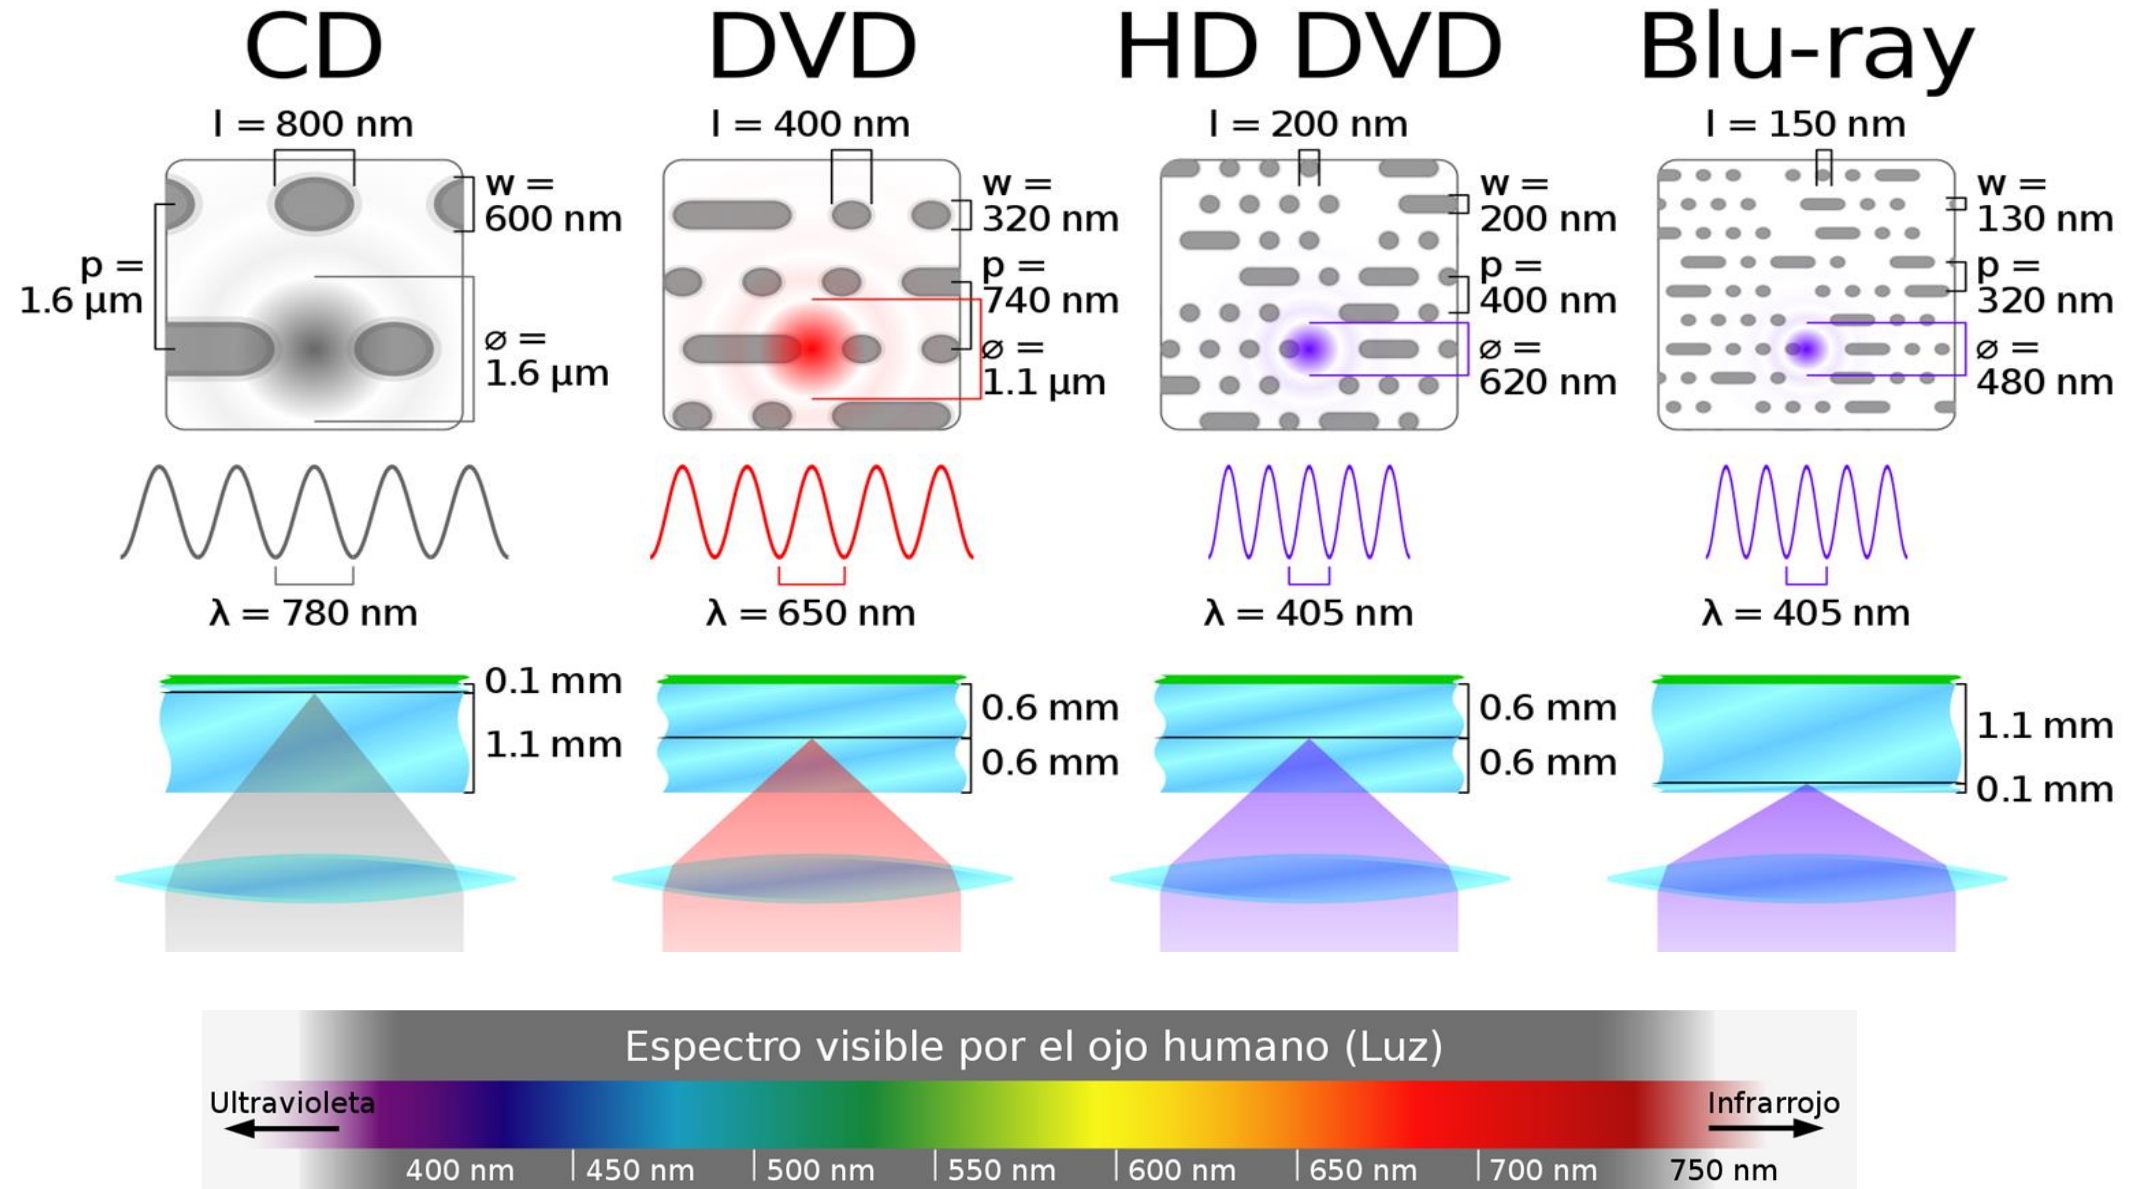 CD
l = 800 nm
w =
600 nm
p =
1.6 µm
⌀ =
1.6 µm
λ = 780 nm
0.1 mm
1.1 mm
DVD
l = 400 nm
w =
320 nm
p =
740 nm
⌀ =
1.1 µm
λ = 650 nm
0.6 mm
0.6 mm
HD DVD
l = 200 nm
w =
200 nm
p =
400 nm
⌀ =
620 nm
λ = 405 nm
0.6 mm
0.6 mm
Blu-ray
l = 150 nm
w =
130 nm
p =
320 nm
⌀ =
480 nm
λ = 405 nm
1.1 mm
0.1 mm
Espectro visible por el ojo humano (Luz)
Ultravioleta
Infrarrojo
400 nm
450 nm
500 nm
550 nm
600 nm
650 nm
700 nm
750 nm